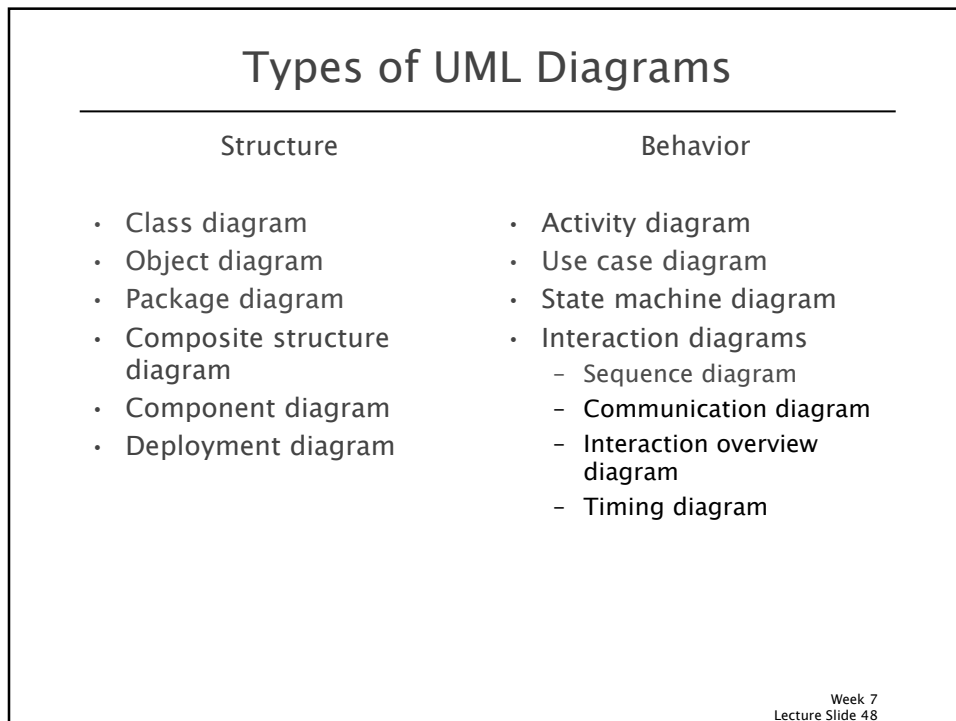 Types of UML Diagrams
Structure
• Class diagram
• Object diagram
• Package diagram
• Composite structure
diagram
• Component diagram
• Deployment diagram
Behavior
• Activity diagram
• Use case diagram
• State machine diagram
• Interaction diagrams
– Sequence diagram
– Communication diagram
– Interaction overview
diagram
– Timing diagram
Week 7
Lecture Slide 48